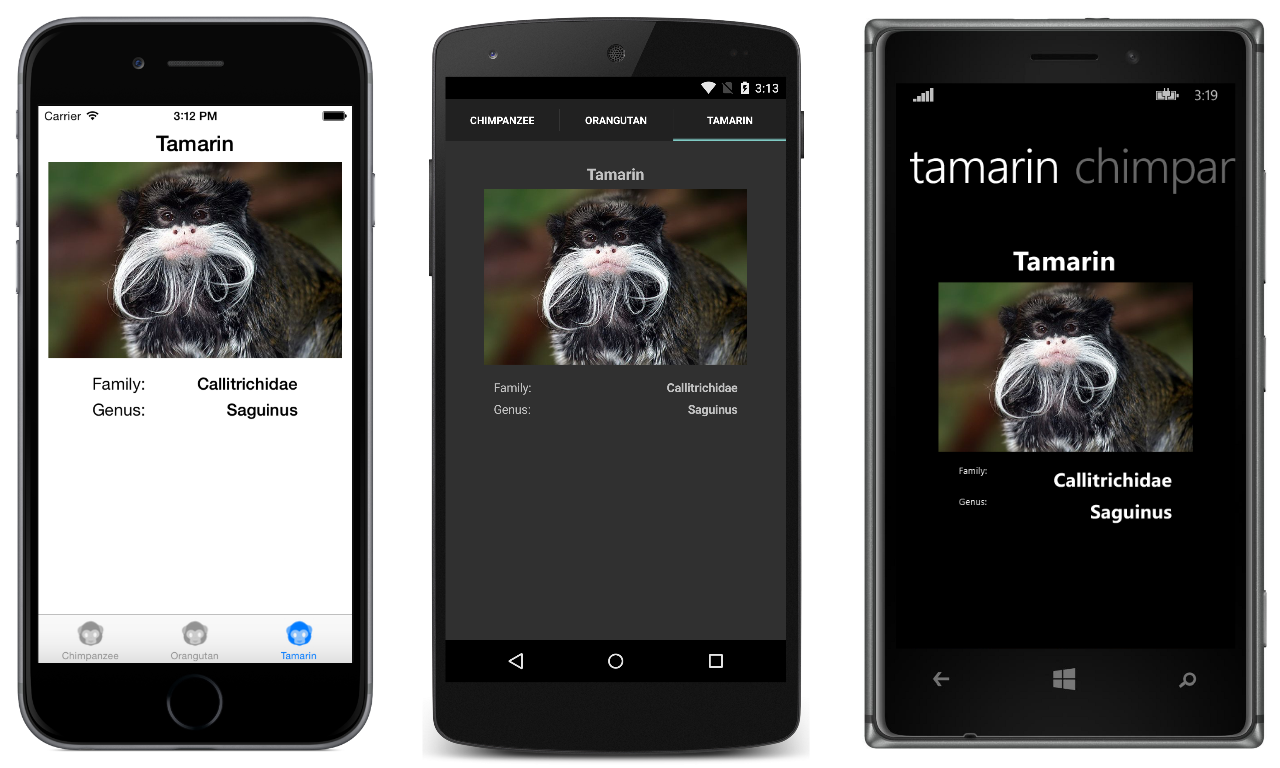 Carrier 3:12 PM
Tamarin
Family: Callitrichidae
Genus: Saguinus
Chimpanzee Orangutan Tamarin
3:13
CHIMPANZEE ORANGUTAN TAMARIN
Tamarin
Family: Callitrichidae
Genus: Saguinus
3:19
tamarin chimpan
Tamarin
Family: Callitrichidae
Genus: Saguinus